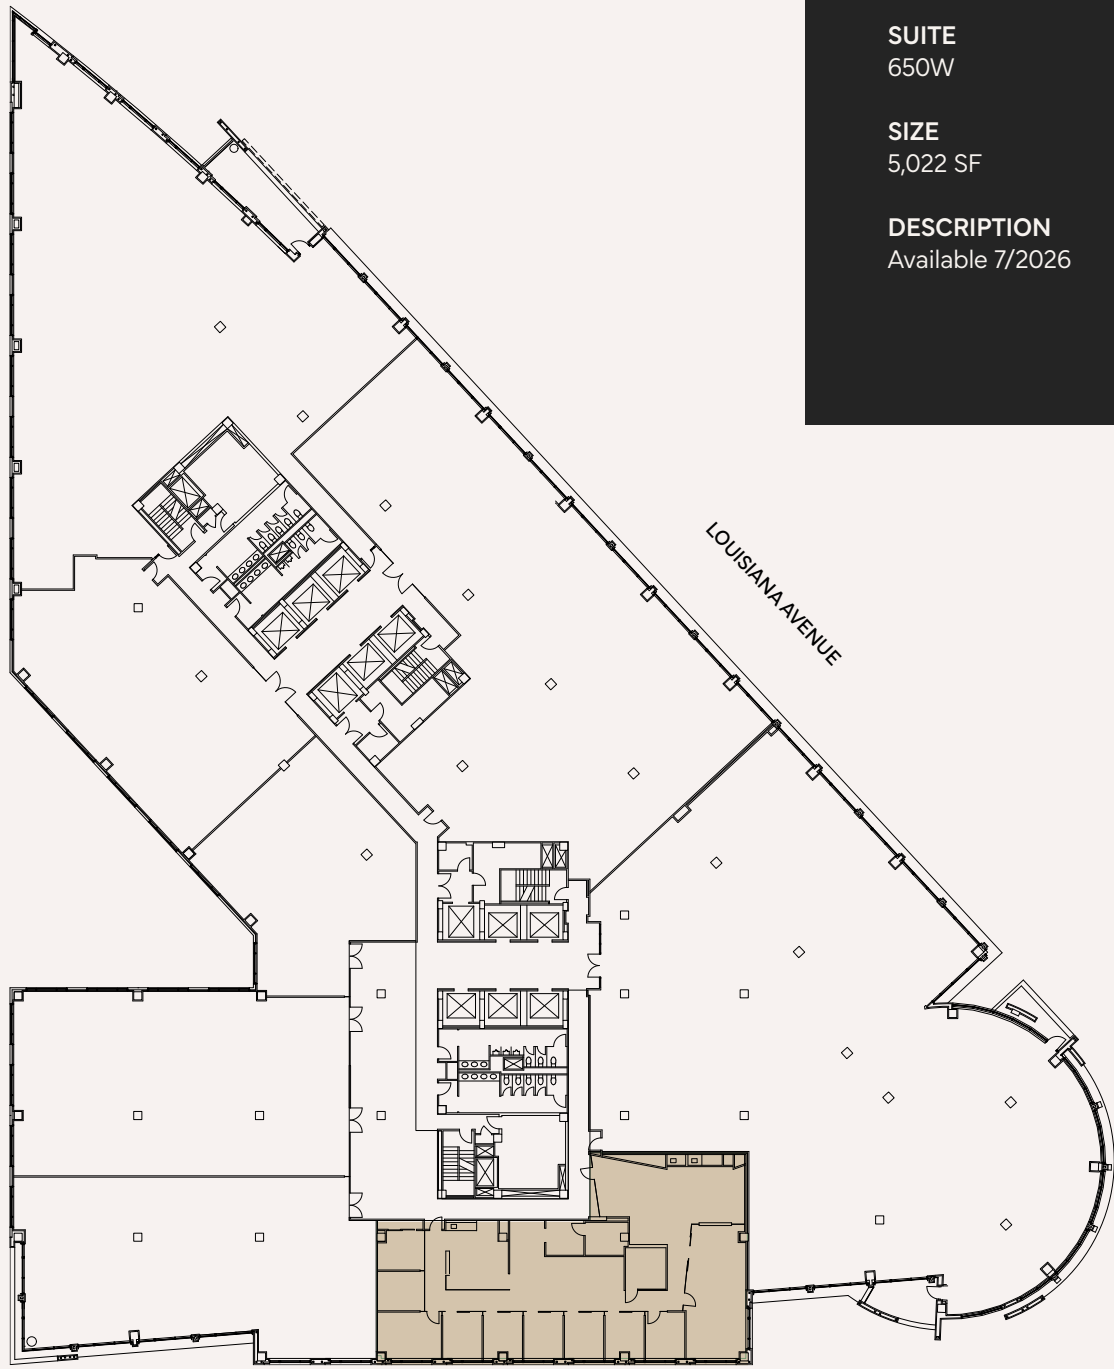 SUITE
650W
SIZE
5,022 SF
DESCRIPTION
Available 7/2026
LOUISIANA AVENUE